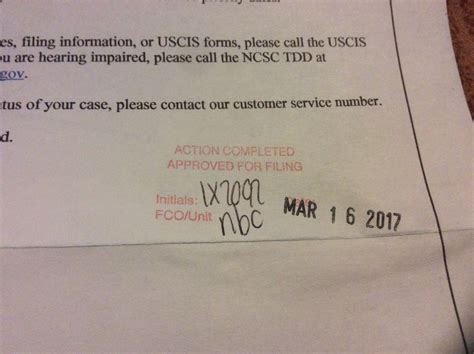 es, filing information, or USCIS forms, please call the USCIS
u are hearing impaired, please call the NCSC TDD at
gov.
tus of your case, please contact our customer service number.
d.
ACTION COMPLETED
APPROVED FOR FILING
Initials:
FCO/Unit nbc
MAR 16 2017